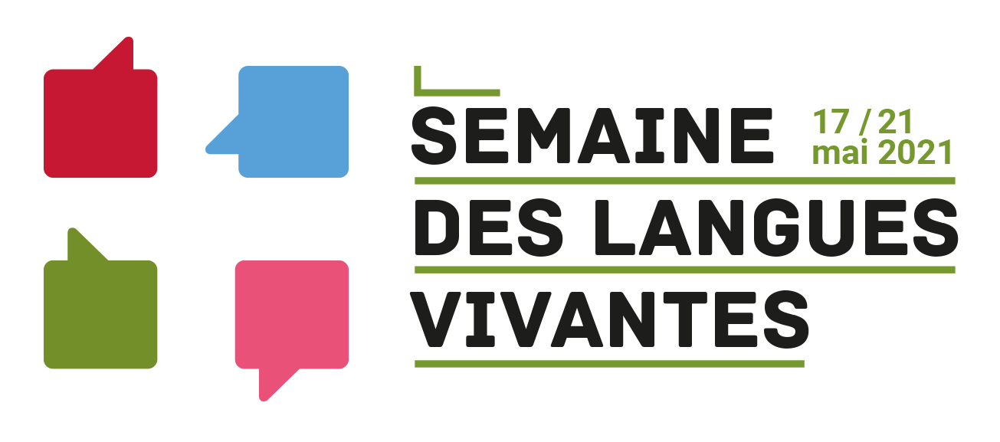 SEMAINE
17 / 21
mai 2021
DES LANGUES
VIVANTES